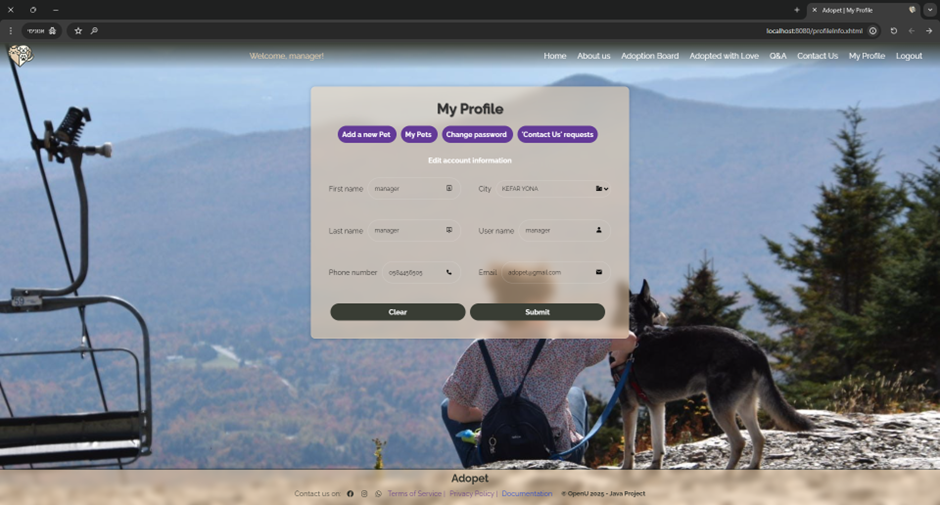 Adopet | My Profile
אנונימי
localhost:8080/profileInfo.xhtml
Welcome, manager!
Home About us Adoption Board Adopted with Love Q&A Contact Us My Profile Logout
My Profile
Add a new Pet My Pets Change password 'Contact Us' requests
Edit account information
First name manager City KEFAR YONA
Last name manager User name manager
Phone number 0584458505 Email adopet@gmail.com
Clear Submit
Adopet
Contact us on: Terms of Service | Privacy Policy | Documentation © OpenU 2025 - Java Project